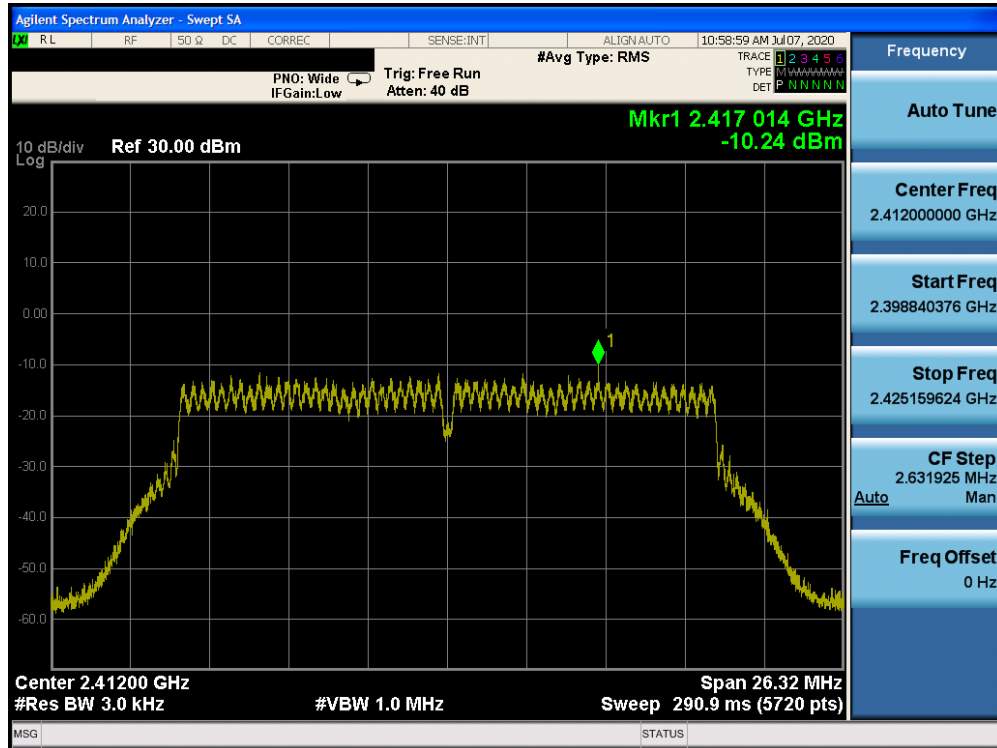 Agilent Spectrum Analyzer - Swept SA
LXI RL RF 50 Ω DC CORREC SENSE:INT ALIGNAUTO 10:58:59 AM Jul 07, 2020
#Avg Type: RMS
TRACE 1 2 3 4 5 6
PNO: Wide Trig: Free Run
TYPE MWWWWW
IFGain:Low Atten: 40 dB
DET P N N N N N
Mkr1 2.417 014 GHz
-10.24 dBm
10 dB/div Ref 30.00 dBm
Log
20.0
10.0
0.00
-10.0
-20.0
-30.0
-40.0
-50.0
-60.0
1
Center 2.41200 GHz Span 26.32 MHz
#Res BW 3.0 kHz #VBW 1.0 MHz Sweep 290.9 ms (5720 pts)
MSG STATUS
Frequency
Auto Tune
Center Freq
2.412000000 GHz
Start Freq
2.398840376 GHz
Stop Freq
2.425159624 GHz
CF Step
2.631925 MHz
Auto Man
Freq Offset
0 Hz